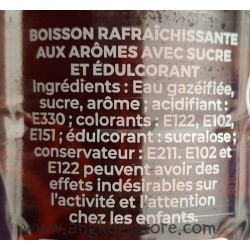 BOISSON RAFRAÎCHISSANTE
AUX ARÔMES AVEC SUCRE
ET ÉDULCORANT
Ingrédients : Eau gazéifiée,
sucre, arôme ; acidifiant :
E330 ; colorants : E122, E102,
E151 ; édulcorant : sucralose ;
conservateur : E211. E102 et
E122 peuvent avoir des
effets indésirables sur
l'activité et l'attention
chez les enfants.